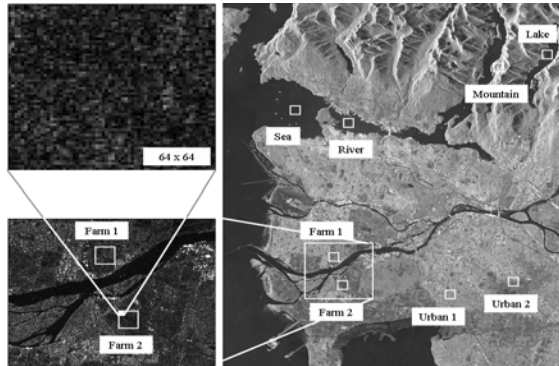 64 x 64
Farm 1
Farm 2
Lake
Mountain
Sea
River
Farm 1
Farm 2
Urban 1
Urban 2